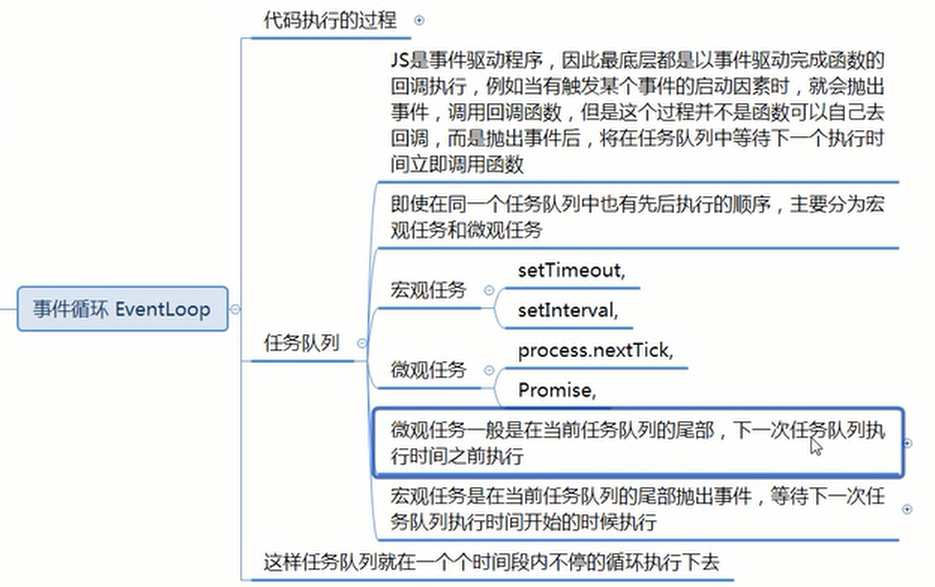 代码执行的过程
JS是事件驱动程序，因此最底层都是以事件驱动完成函数的
回调执行，例如当有触发某个事件的启动因素时，就会抛出
事件，调用回调函数，但是这个过程并不是函数可以自己去
回调，而是抛出事件后，将在任务队列中等待下一个执行时
间立即调用函数
即使在同一个任务队列中也有先后执行的顺序，主要分为宏
观任务和微观任务
setTimeout,
宏观任务
setInterval,
事件循环 EventLoop
任务队列
process.nextTick,
微观任务
Promise,
微观任务一般是在当前任务队列的尾部，下一次任务队列执
行时间之前执行
宏观任务是在当前任务队列的尾部抛出事件，等待下一次任
务队列执行时间开始的时候执行
这样任务队列就在一个个时间段内不停的循环执行下去